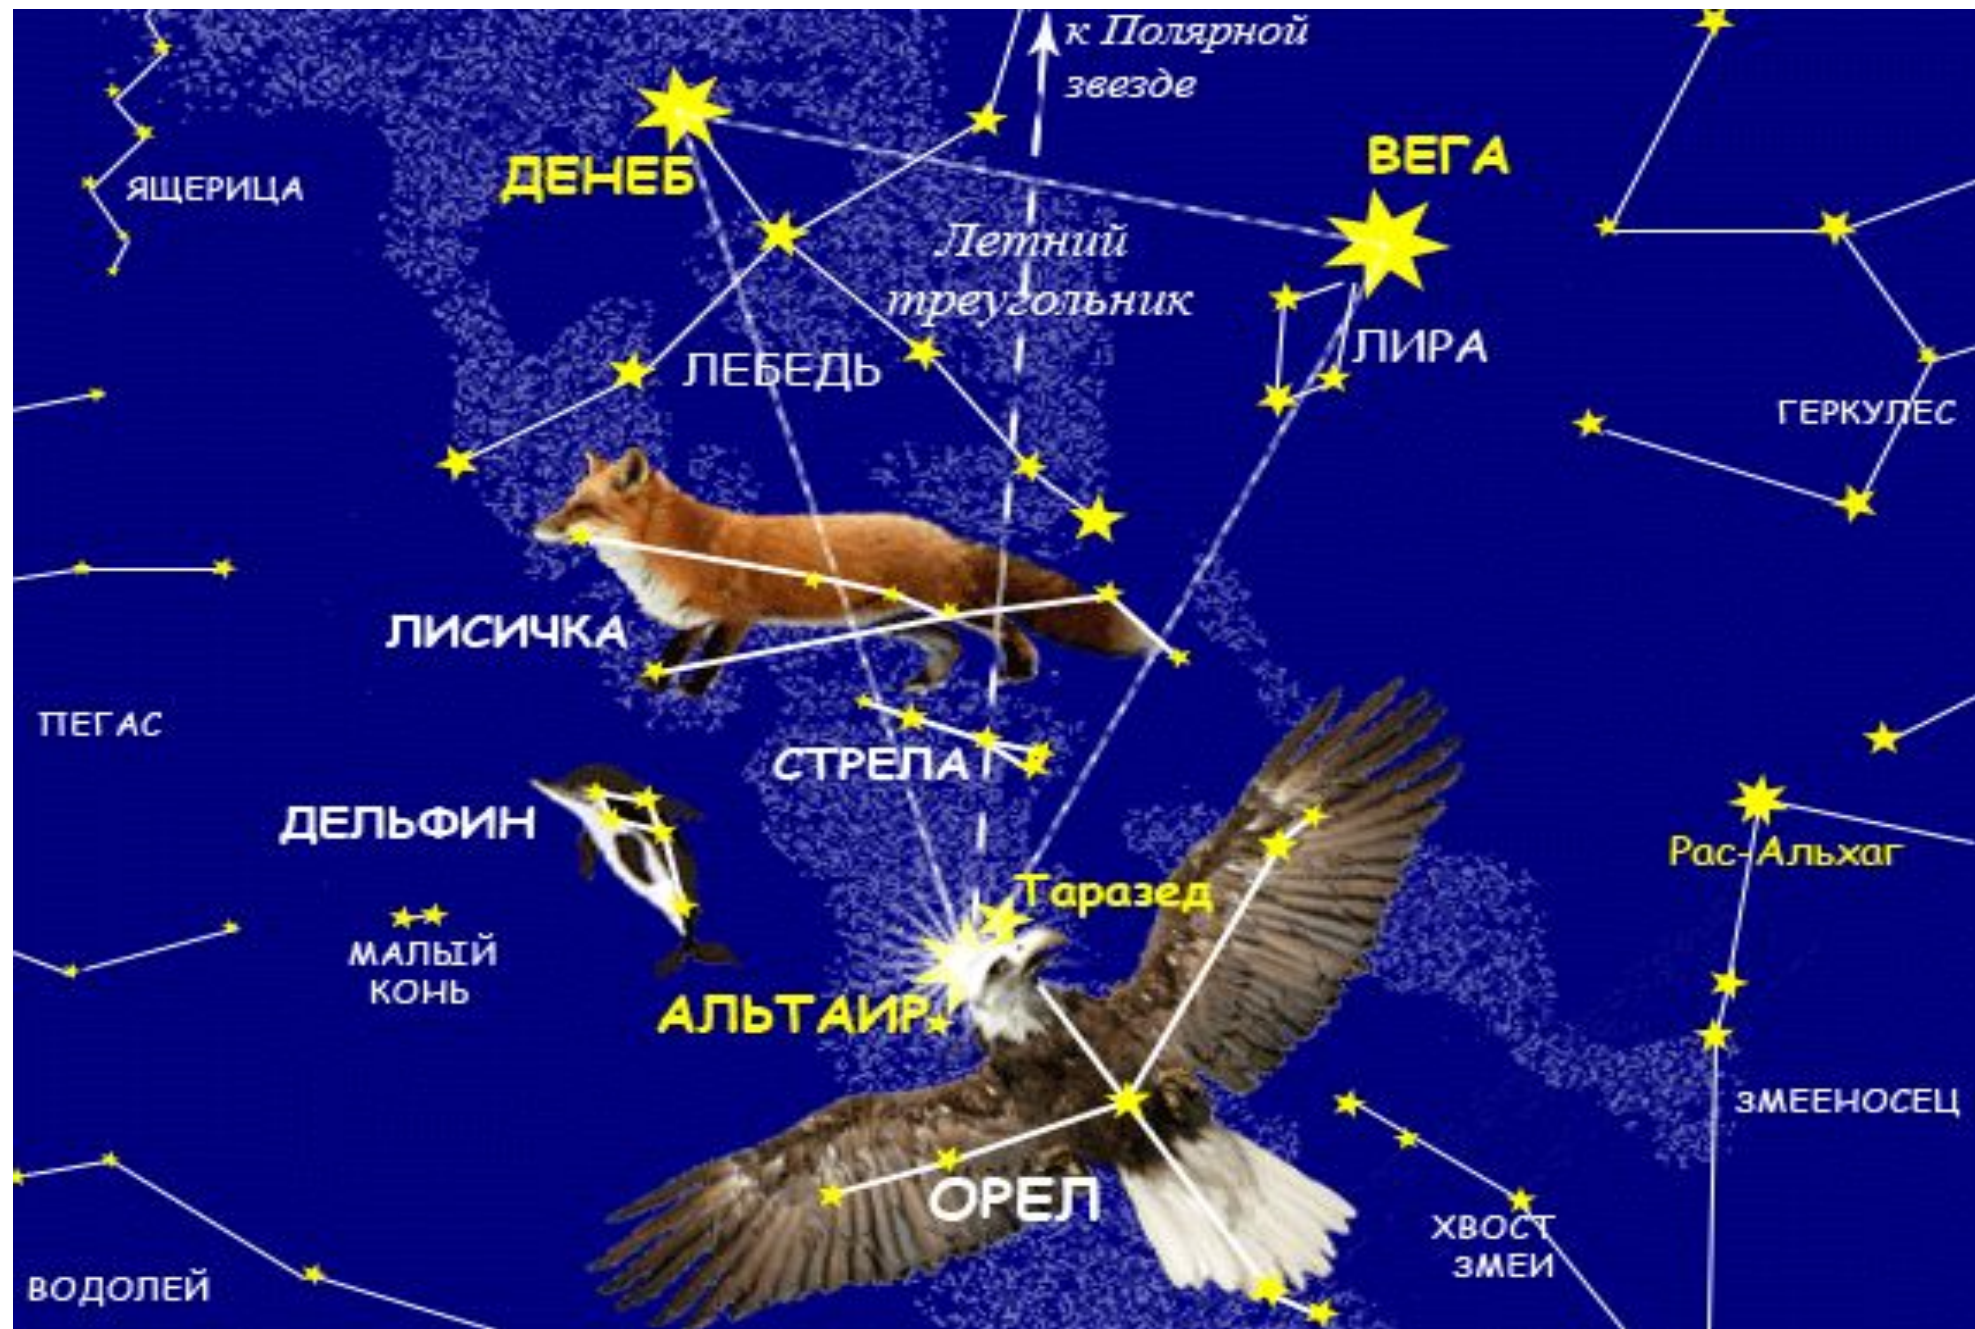 к Полярной
звезде
ДЕНЕБ
ВЕГА
ЯЩЕРИЦА
Летний
треугольник
ЛЕБЕДЬ
ЛИРА
ГЕРКУЛЕС
ЛИСИЧКА
ПЕГАС
СТРЕЛА
ДЕЛЬФИН
Рас-Альхаг
Таразед
МАЛЫЙ
КОНЬ
АЛЬТАИР
ЗМЕЕНОСЕЦ
ОРЕЛ
ХВОСТ
ЗМЕИ
ВОДОЛЕЙ